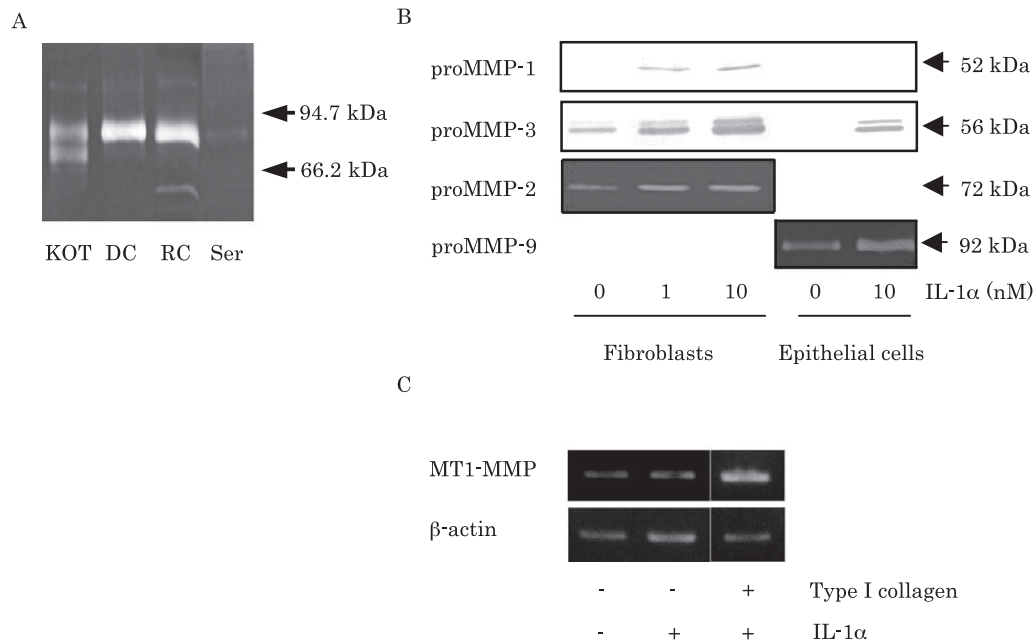 A
94.7 kDa
66.2 kDa
KOT DC RC Ser
B
proMMP-1 52 kDa
proMMP-3 56 kDa
proMMP-2 72 kDa
proMMP-9 92 kDa
0 1 10 0 10 IL-1α (nM)
Fibroblasts Epithelial cells
C
MT1-MMP
β-actin
- - + Type I collagen
- + + IL-1α